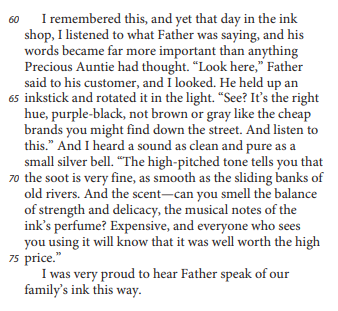 60 I remembered this, and yet that day in the ink
shop, I listened to what Father was saying, and his
words became far more important than anything
Precious Auntie had thought. “Look here,” Father
said to his customer, and I looked. He held up an
65 inkstick and rotated it in the light. “See? It’s the right
hue, purple-black, not brown or gray like the cheap
brands you might find down the street. And listen to
this.” And I heard a sound as clean and pure as a
small silver bell. “The high-pitched tone tells you that
70 the soot is very fine, as smooth as the sliding banks of
old rivers. And the scent—can you smell the balance
of strength and delicacy, the musical notes of the
ink’s perfume? Expensive, and everyone who sees
you using it will know that it was well worth the high
75 price.”
I was very proud to hear Father speak of our
family’s ink this way.